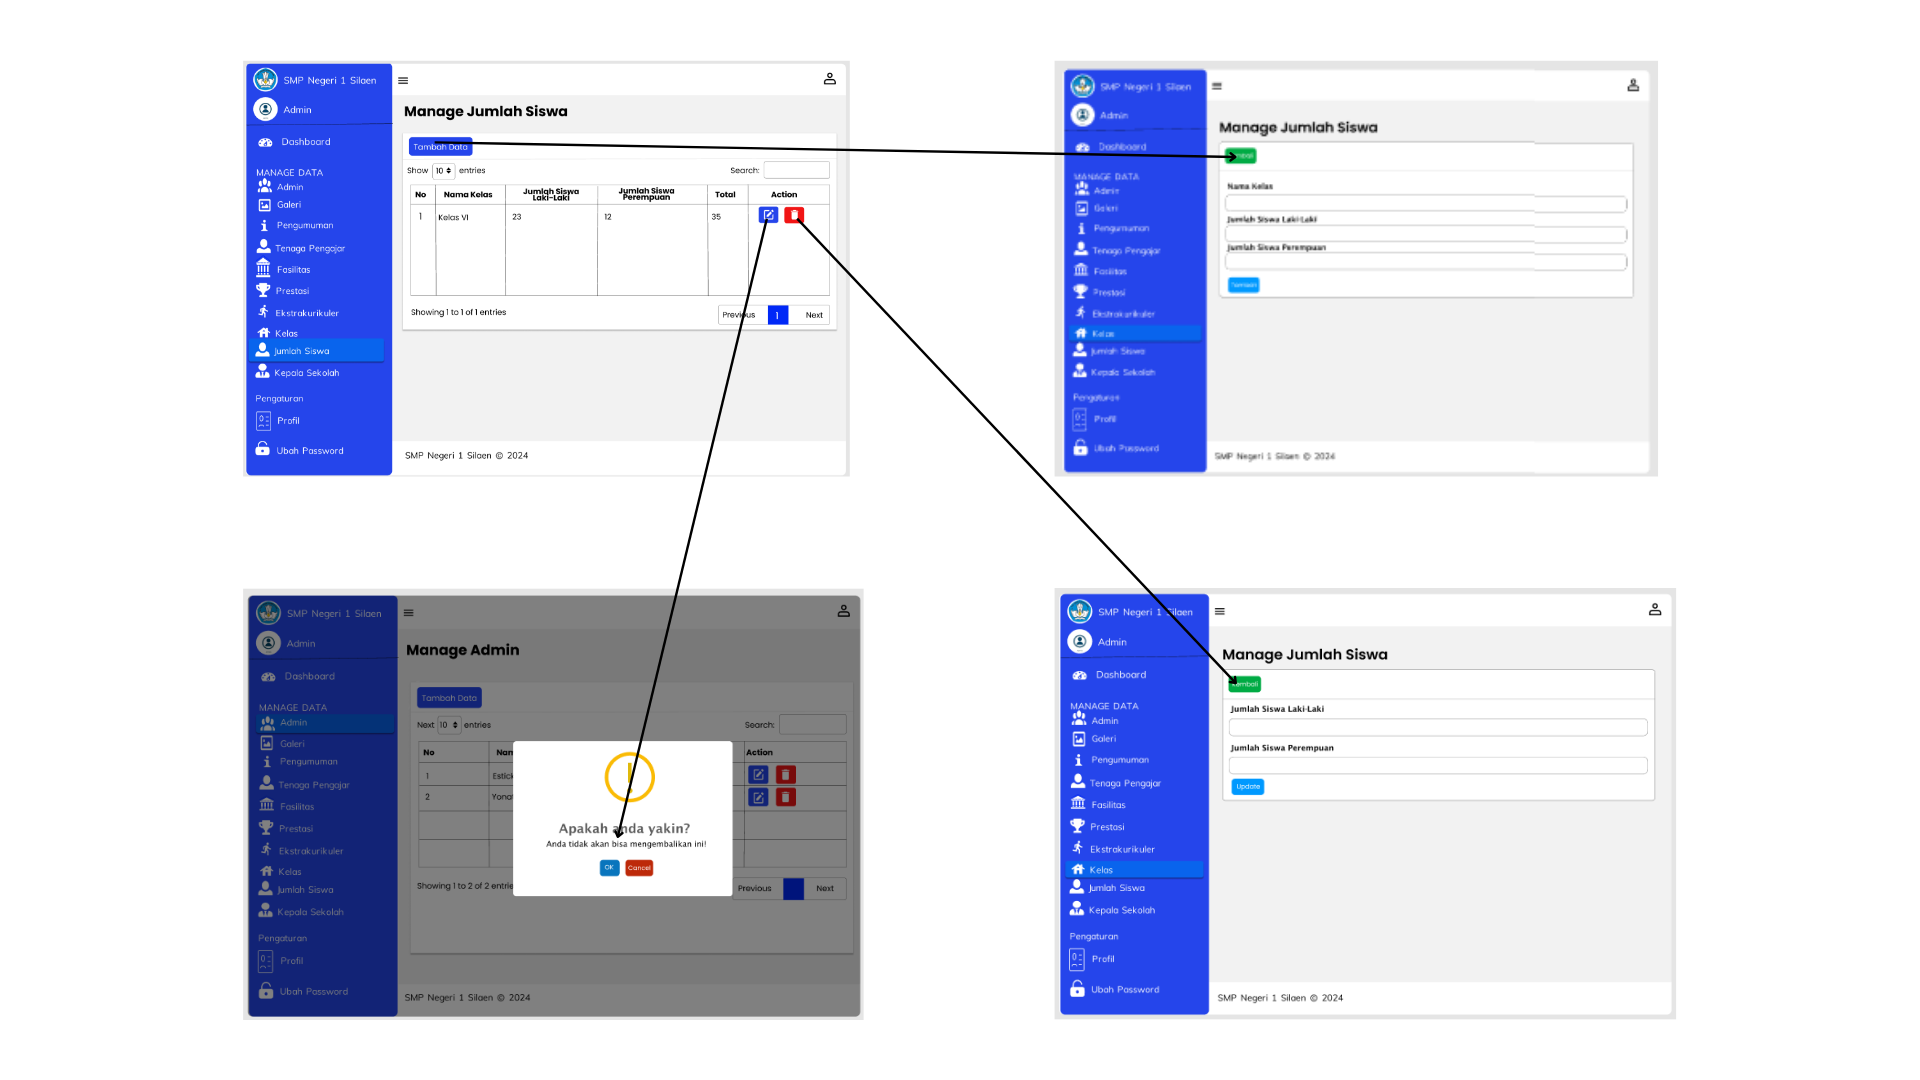 SMP Negeri 1 Silaen
Admin
Dashboard
MANAGE DATA
Admin
Galeri
Pengumuman
Tenaga Pengajar
Fasilitas
Prestasi
Ekstrakurikuler
Kelas
Jumlah Siswa
Kepala Sekolah
Pengaturan
Profil
Ubah Password
Manage Jumlah Siswa
Tambah Data
Show 10 entries
Search:
No Nama Kelas Jumlah Siswa Laki-Laki Jumlah Siswa Perempuan Total Action
1 Kelas VI 23 12 35
Showing 1 to 1 of 1 entries
Previous 1 Next
SMP Negeri 1 Silaen © 2024
SMP Negeri 1 Silaen
Admin
Dashboard
MANAGE DATA
Admin
Galeri
Pengumuman
Tenaga Pengajar
Fasilitas
Prestasi
Ekstrakurikuler
Kelas
Jumlah Siswa
Kepala Sekolah
Pengaturan
Profil
Ubah Password
Manage Jumlah Siswa
Nama Kelas
Jumlah Siswa Laki-Laki
Jumlah Siswa Perempuan
SMP Negeri 1 Silaen © 2024
SMP Negeri 1 Silaen
Admin
Dashboard
MANAGE DATA
Admin
Galeri
Pengumuman
Tenaga Pengajar
Fasilitas
Prestasi
Ekstrakurikuler
Kelas
Jumlah Siswa
Kepala Sekolah
Pengaturan
Profil
Ubah Password
Manage Admin
Tambah Data
Next 10 entries
Search:
No Nam Action
1 Estick
2 Yona
Showing 1 to 2 of 2 entrie
Previous Next
Apakah anda yakin?
Anda tidak akan bisa mengembalikan ini!
OK Cancel
SMP Negeri 1 Silaen © 2024
SMP Negeri 1 Silaen
Admin
Dashboard
MANAGE DATA
Admin
Galeri
Pengumuman
Tenaga Pengajar
Fasilitas
Prestasi
Ekstrakurikuler
Kelas
Jumlah Siswa
Kepala Sekolah
Pengaturan
Profil
Ubah Password
Manage Jumlah Siswa
Kembali
Jumlah Siswa Laki-Laki
Jumlah Siswa Perempuan
Update
SMP Negeri 1 Silaen © 2024